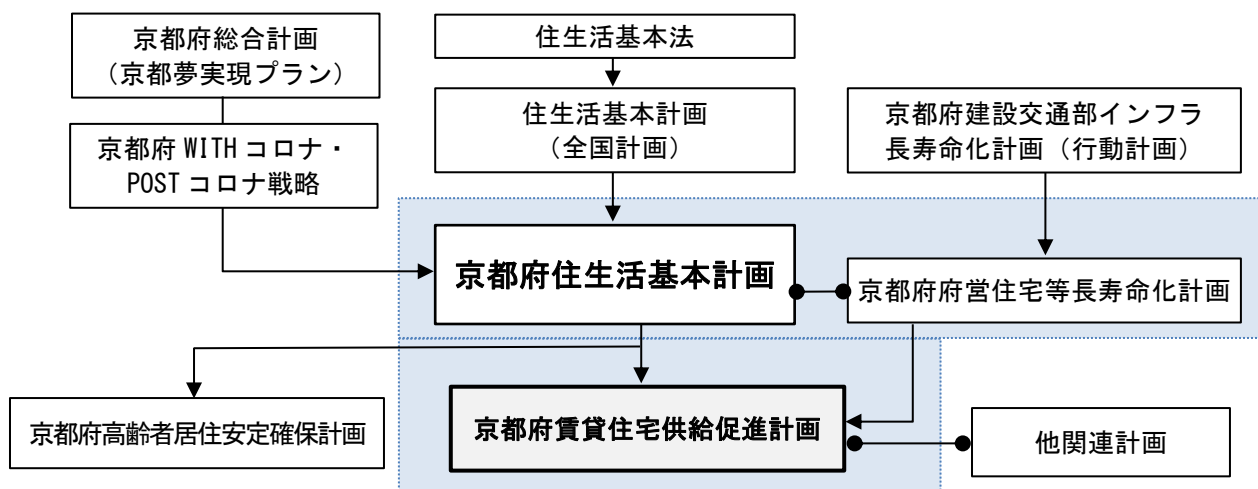 京都府総合計画
（京都夢実現プラン）
住生活基本法
京都府 WITH コロナ・
POST コロナ戦略
住生活基本計画
（全国計画）
京都府建設交通部インフラ
長寿命化計画（行動計画）
京都府住生活基本計画
京都府府営住宅等長寿命化計画
京都府高齢者居住安定確保計画
京都府賃貸住宅供給促進計画
他関連計画